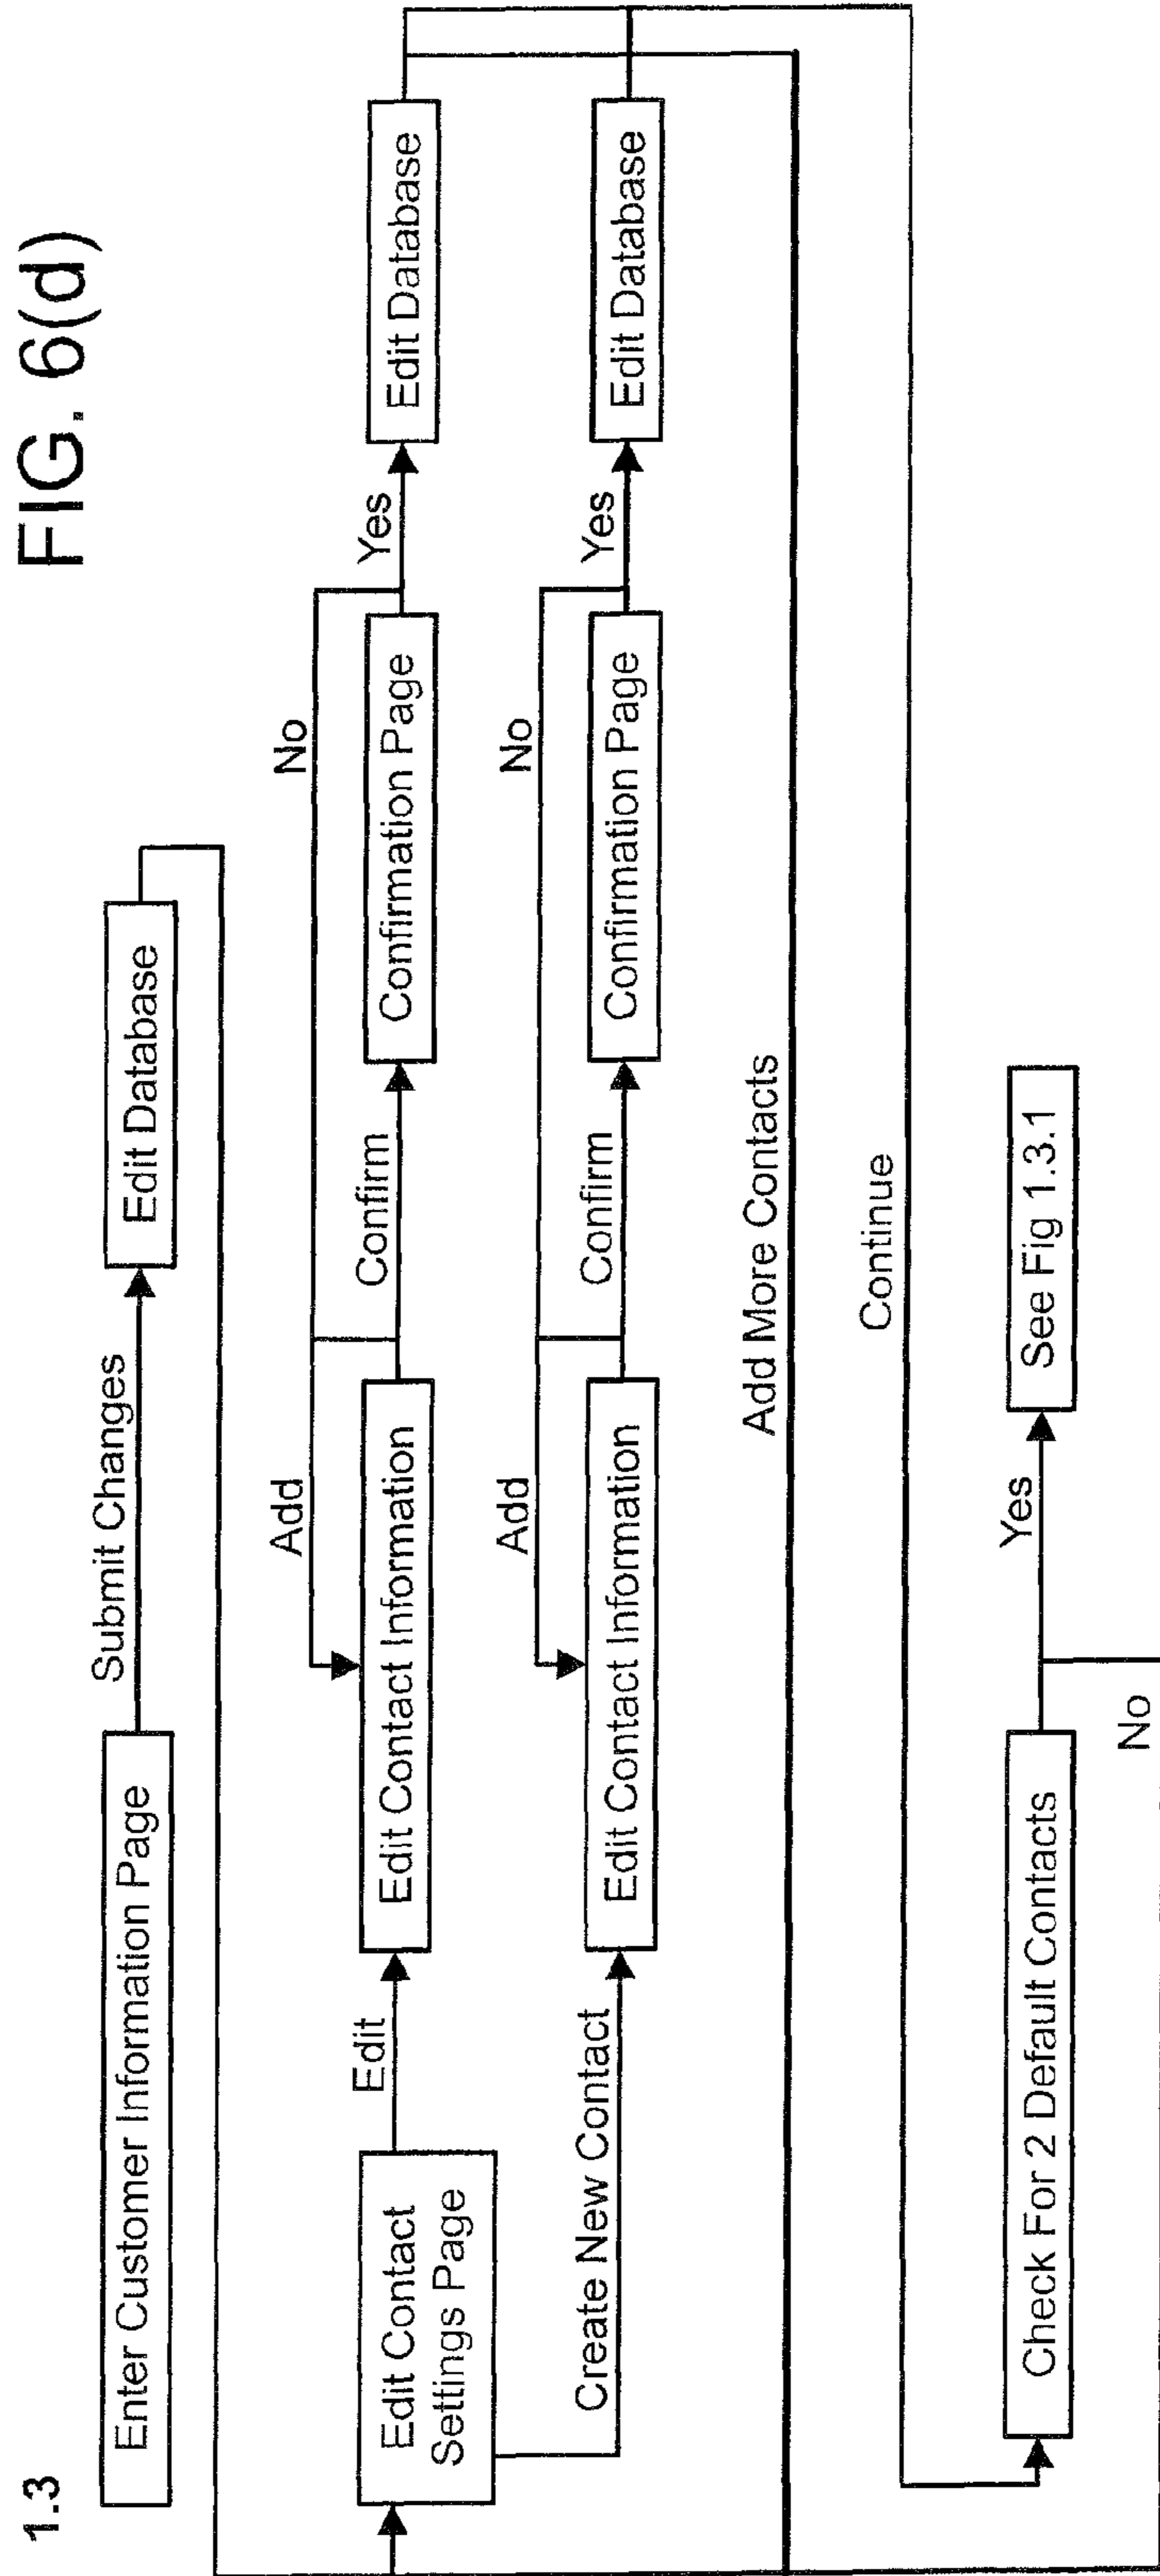 FIG. 6(d)
1.3
Enter Customer Information Page
Submit Changes
Edit Database
Edit Contact
Settings Page
Edit
Add
Edit Contact Information
Confirm
No
Confirmation Page
Yes
Edit Database
Create New Contact
Add
Edit Contact Information
Confirm
No
Confirmation Page
Yes
Edit Database
Add More Contacts
Continue
Check For 2 Default Contacts
Yes
See Fig 1.3.1
No